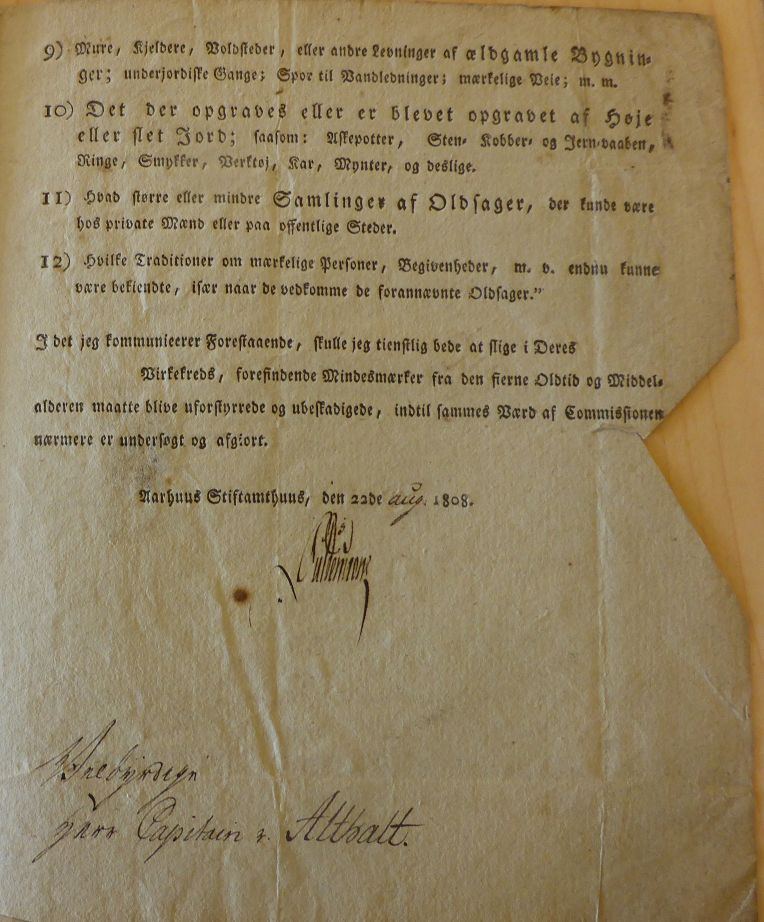 9) Mure, Kjeldere, Voldsteder, eller andre Levninger af ældgamle Bygnin-
ger; underjordiske Gange; Spor til Vandledninger; mærkelige Veie; m. m.
10) Det der opgraves eller er blevet opgravet af Høje
eller slet Jord; saasom: Askepotter, Sten- Kobber- og Jern-vaaben,
Ringe, Smykker, Verktøj, Kar, Mynter, og deslige.
11) Hvad større eller mindre Samlinger af Oldsager, der kunde være
hos private Mænd eller paa offentlige Steder.
12) Hvilke Traditioner om mærkelige Personer, Begivenheder, m. v. endnu kunne
være bekiendte, især naar de vedkomme de forannævnte Oldsager."
I det jeg kommunicerer Forestaaende, skulle jeg tienstlig bede at slige i Deres
Virkekreds, forefindende Mindesmærker fra den fierne Oldtid og Middel-
alderen maatte blive uforstyrrede og ubeskadigede, indtil sammes Værd af Commissionen
nærmere er undersøgt og afgiort.
Aarhuus Stiftamthuus, den 22de aug. 1808.
Herr Capitain v.